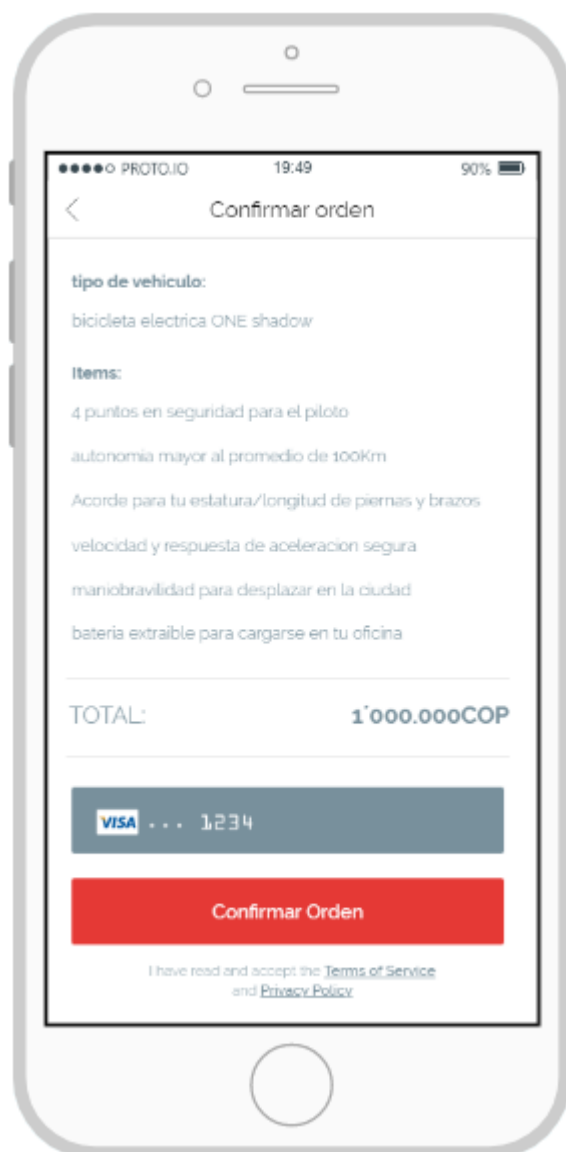 PROTO.IO 19:49 90%
Confirmar orden
tipo de vehiculo:
bicicleta electrica ONE shadow
Items:
4 puntos en seguridad para el piloto
autonomia mayor al promedio de 100Km
Acorde para tu estatura/longitud de piernas y brazos
velocidad y respuesta de aceleracion segura
maniobravilidad para desplazar en la ciudad
bateria extraible para cargarse en tu oficina
TOTAL: 1'000.000COP
VISA ... 1234
Confirmar Orden
I have read and accept the Terms of Service
and Privacy Policy